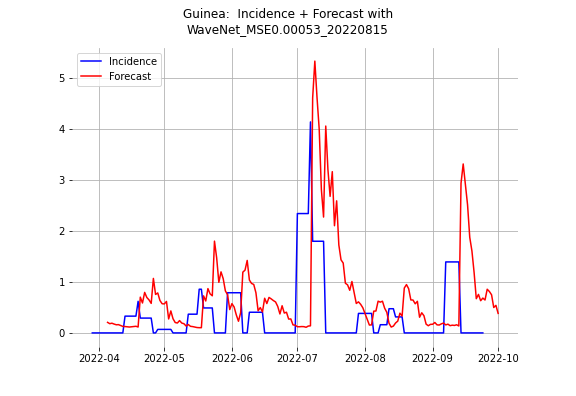 Guinea:  Incidence + Forecast with
WaveNet_MSE0.00053_20220815
Incidence
Forecast
5
4
3
2
1
0
2022-04 2022-05 2022-06 2022-07 2022-08 2022-09 2022-10